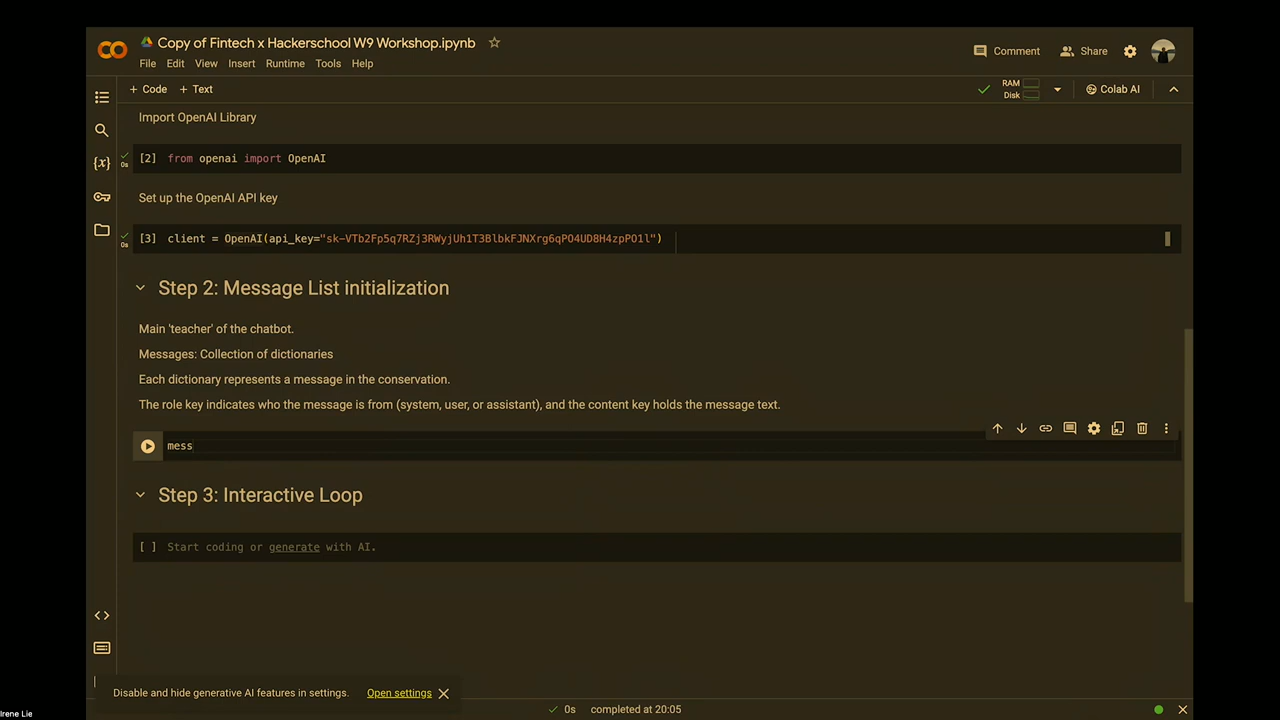 Copy of Fintech x Hackerschool W9 Workshop.ipynb
Comment
Share
File Edit View Insert Runtime Tools Help
+ Code + Text
RAM
Disk
Colab AI
Import OpenAI Library
0s
[2] from openai import OpenAI
Set up the OpenAI API key
0s
[3] client = OpenAI(api_key="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")
Step 2: Message List initialization
Main 'teacher' of the chatbot.
Messages: Collection of dictionaries
Each dictionary represents a message in the conservation.
The role key indicates who the message is from (system, user, or assistant), and the content key holds the message text.
mess
Step 3: Interactive Loop
[ ] Start coding or generate with AI.
Disable and hide generative AI features in settings. Open settings
0s completed at 20:05
Irene Lie